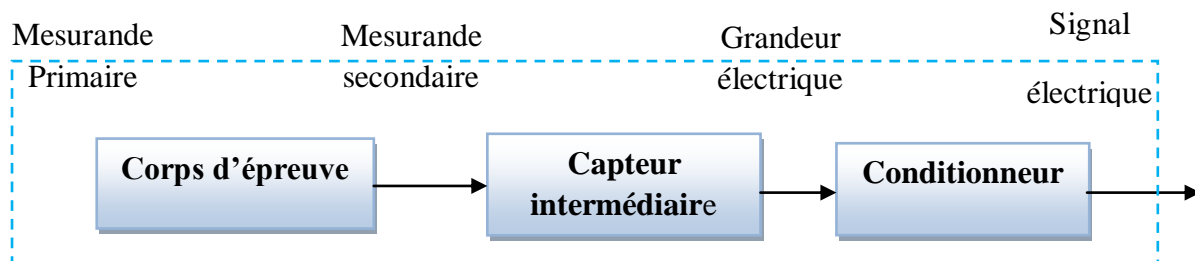 Mesurande
Primaire
Mesurande
secondaire
Grandeur
électrique
Signal
électrique
Corps d’épreuve
Capteur
intermédiaire
Conditionneur